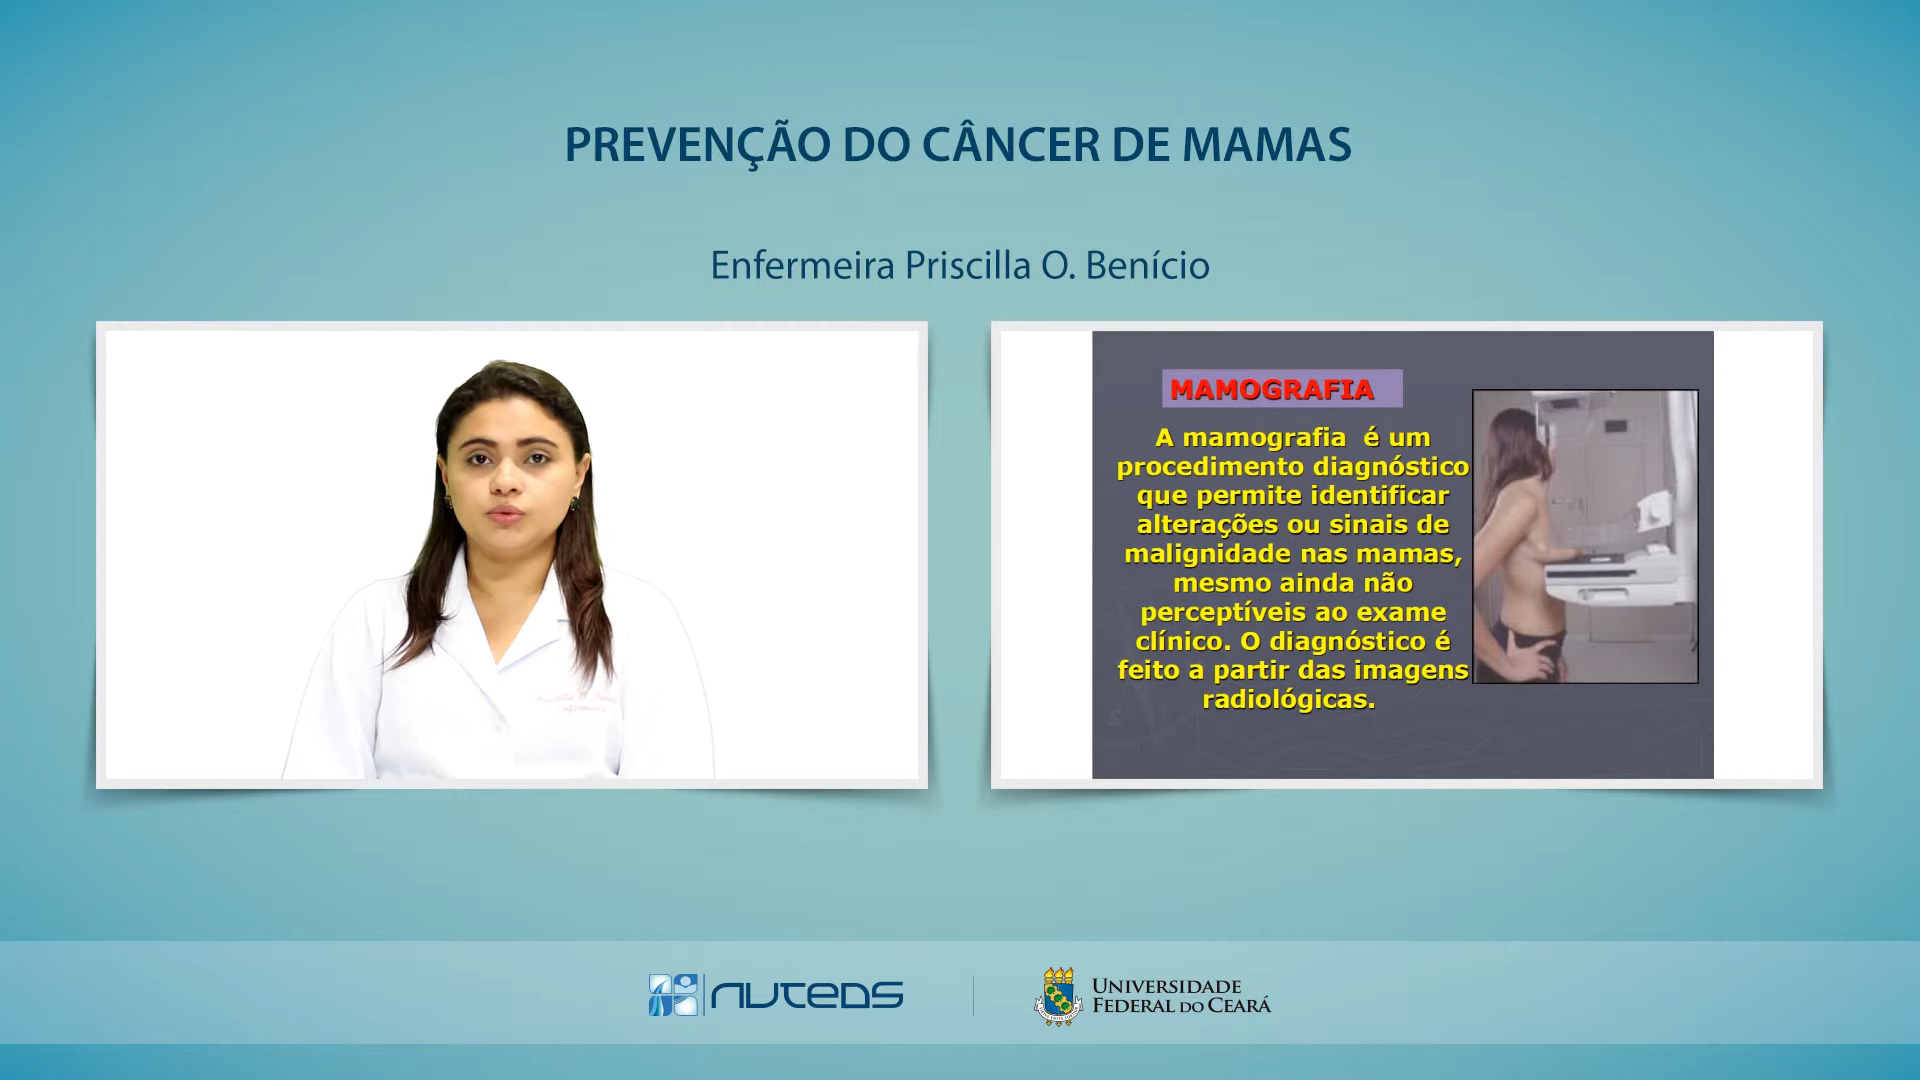 PREVENÇÃO DO CÂNCER DE MAMAS
Enfermeira Priscilla O. Benício
MAMOGRAFIA
A mamografia é um
procedimento diagnóstico
que permite identificar
alterações ou sinais de
malignidade nas mamas,
mesmo ainda não
perceptíveis ao exame
clínico. O diagnóstico é
feito a partir das imagens
radiológicas.
NUTEDS
UNIVERSIDADE
FEDERAL DO CEARÁ